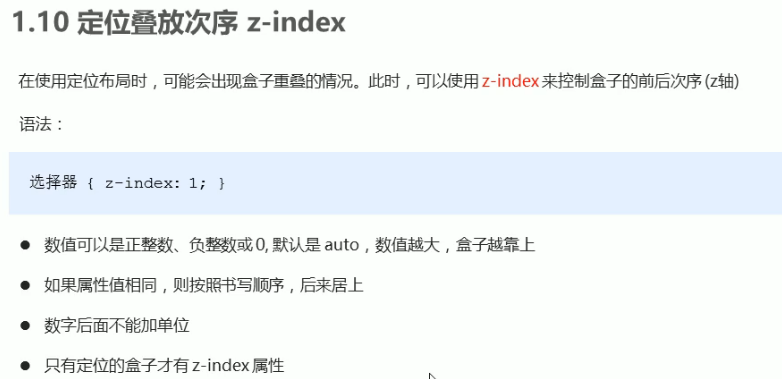 1.10 定位叠放次序 z-index
在使用定位布局时，可能会出现盒子重叠的情况。此时，可以使用 z-index 来控制盒子的前后次序 (z轴)
语法：
选择器 { z-index: 1; }
● 数值可以是正整数、负整数或 0, 默认是 auto，数值越大，盒子越靠上
● 如果属性值相同，则按照书写顺序，后来居上
● 数字后面不能加单位
● 只有定位的盒子才有 z-index 属性